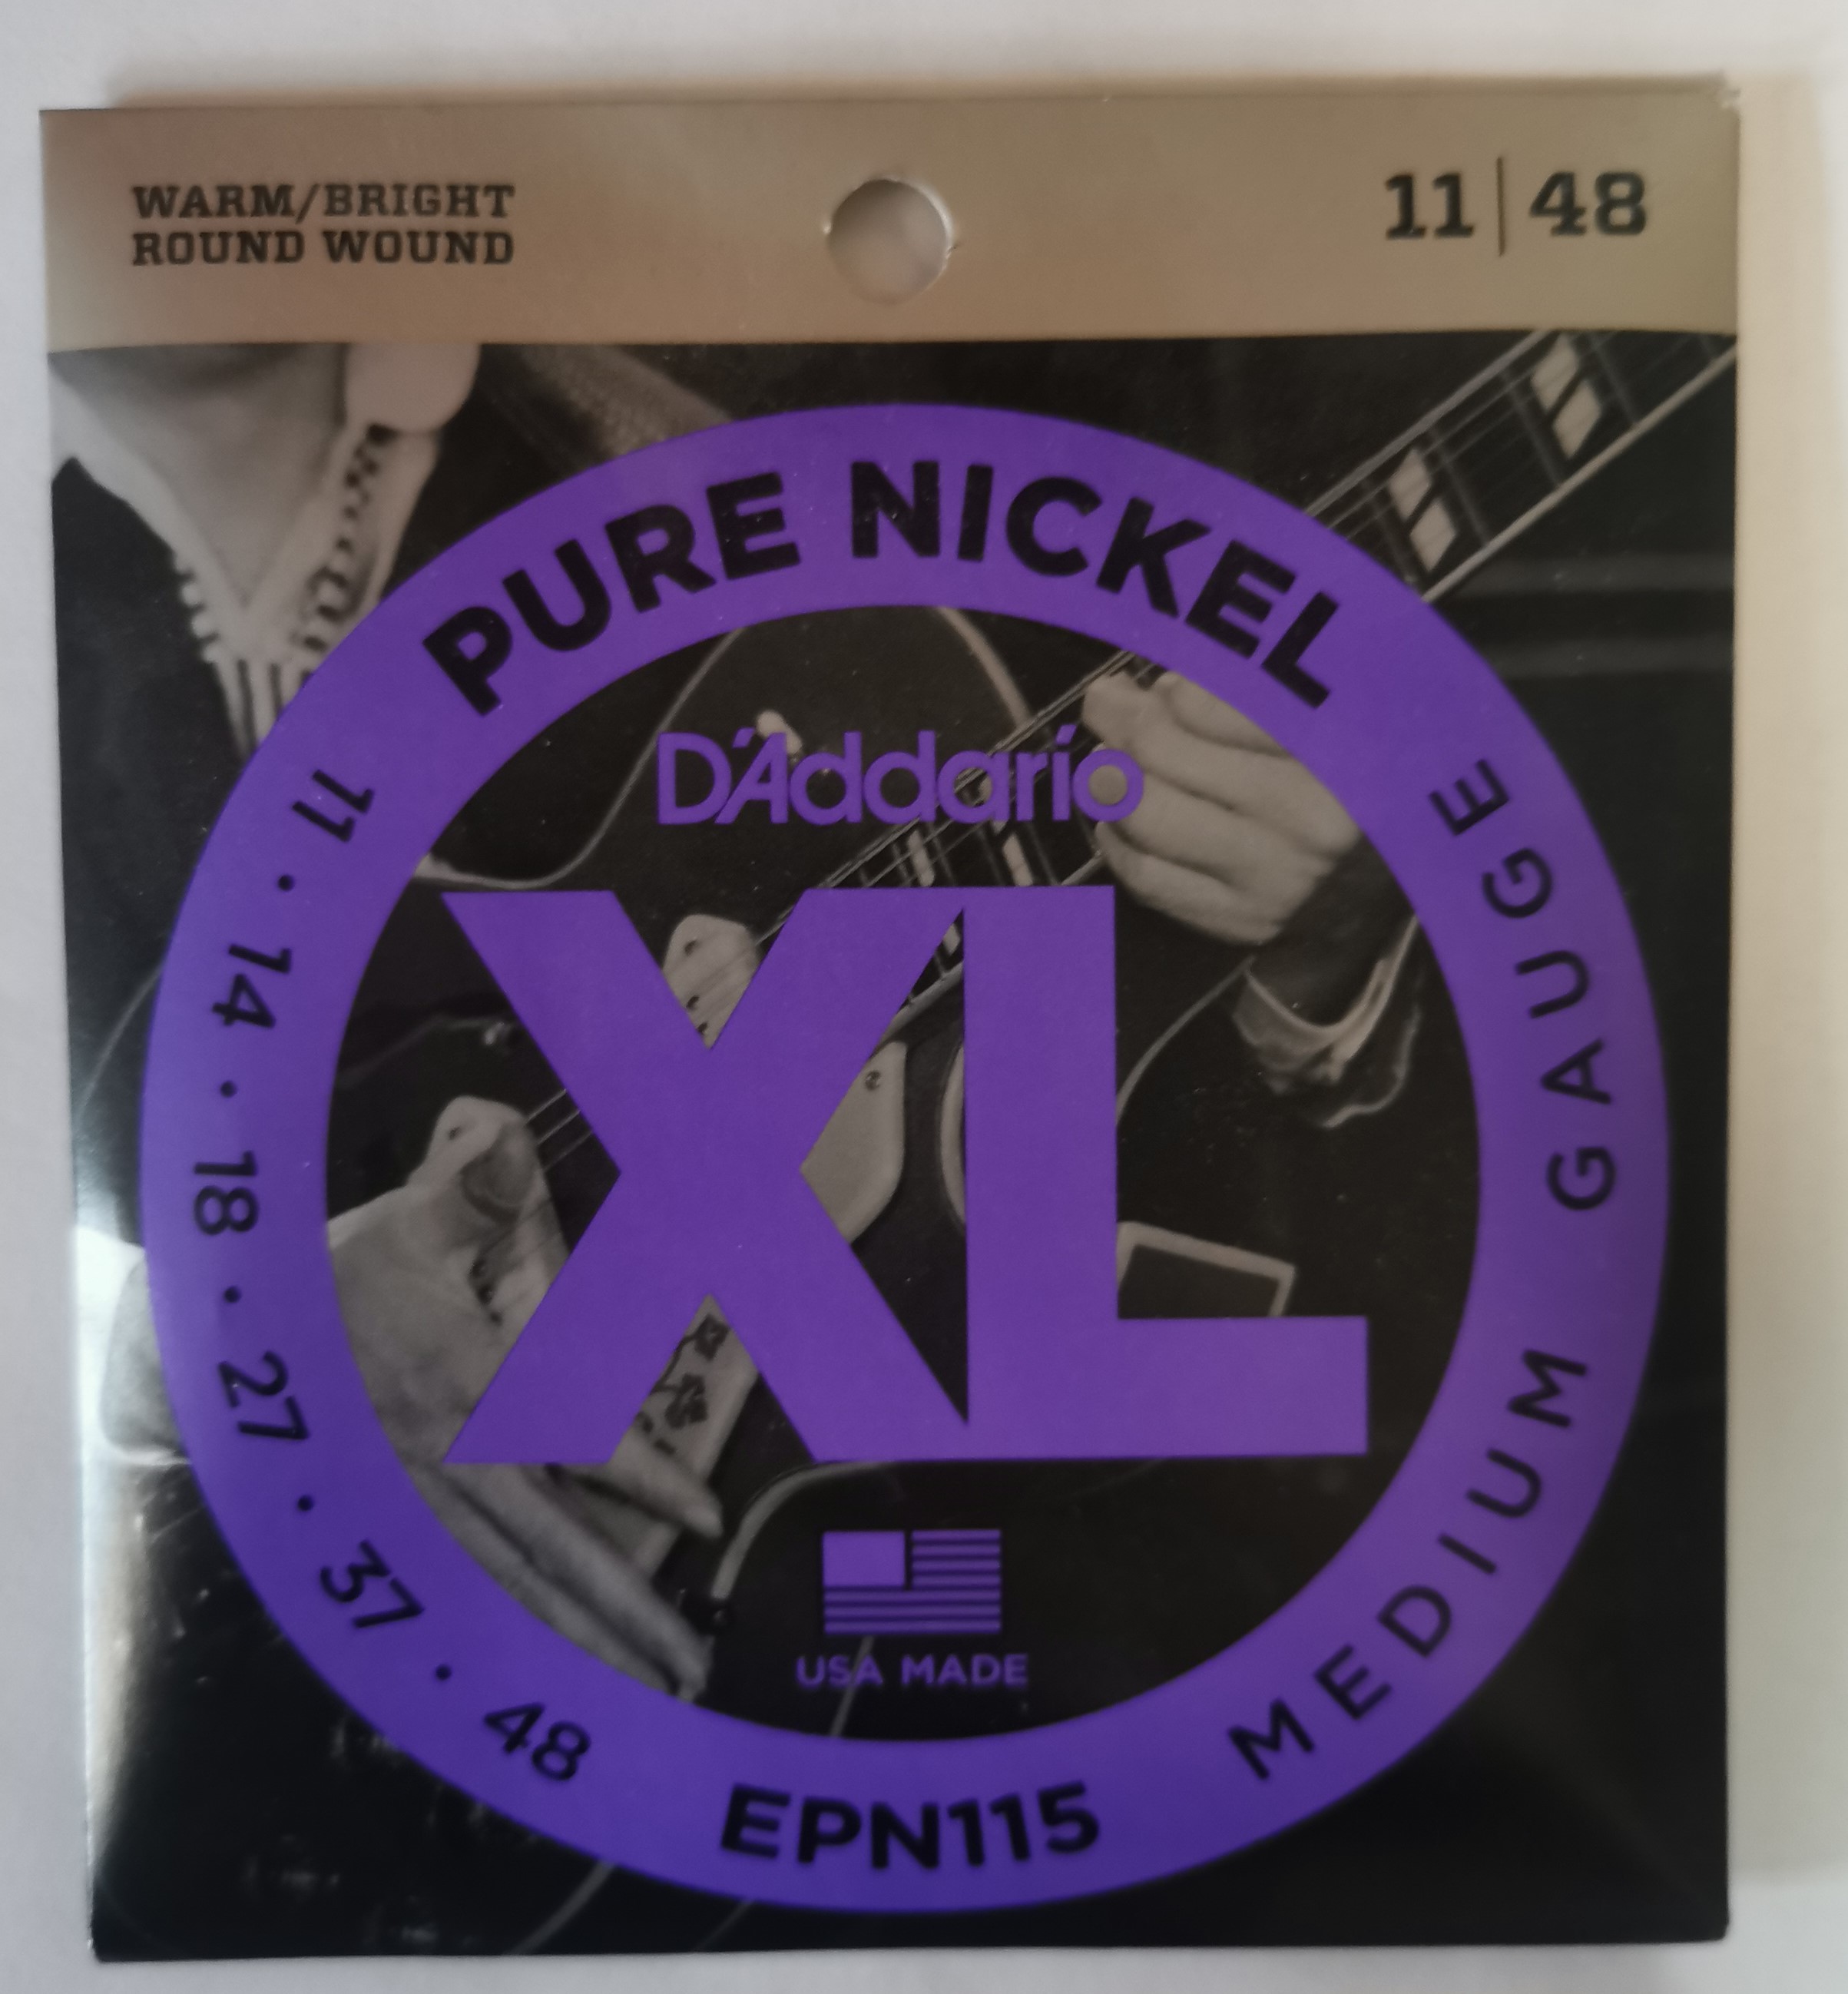 WARM/BRIGHT
ROUND WOUND
11|48
PURE NICKEL
D'Addario
XL
11 • 14 • 18 • 27 • 37 • 48
MEDIUM GAUGE
USA MADE
EPN115